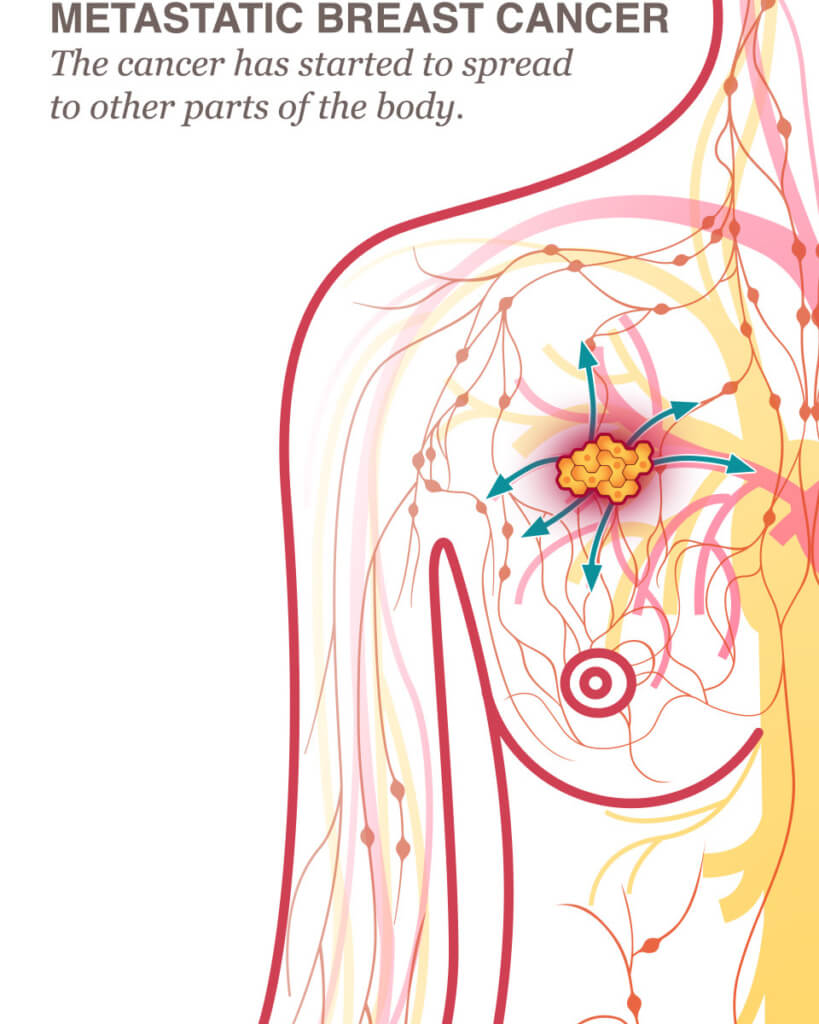 METASTATIC BREAST CANCER
The cancer has started to spread
to other parts of the body.